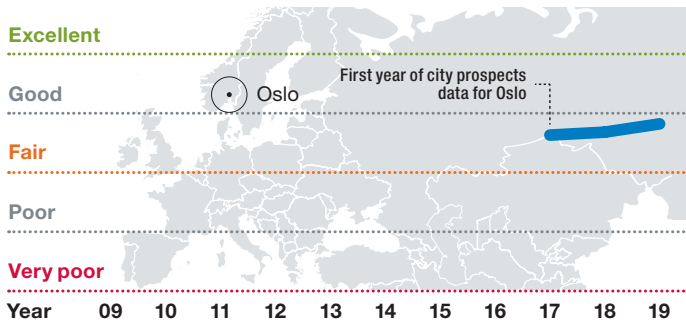 Excellent
First year of city prospects
data for Oslo
Good
Oslo
Fair
Poor
Very poor
Year 09 10 11 12 13 14 15 16 17 18 19